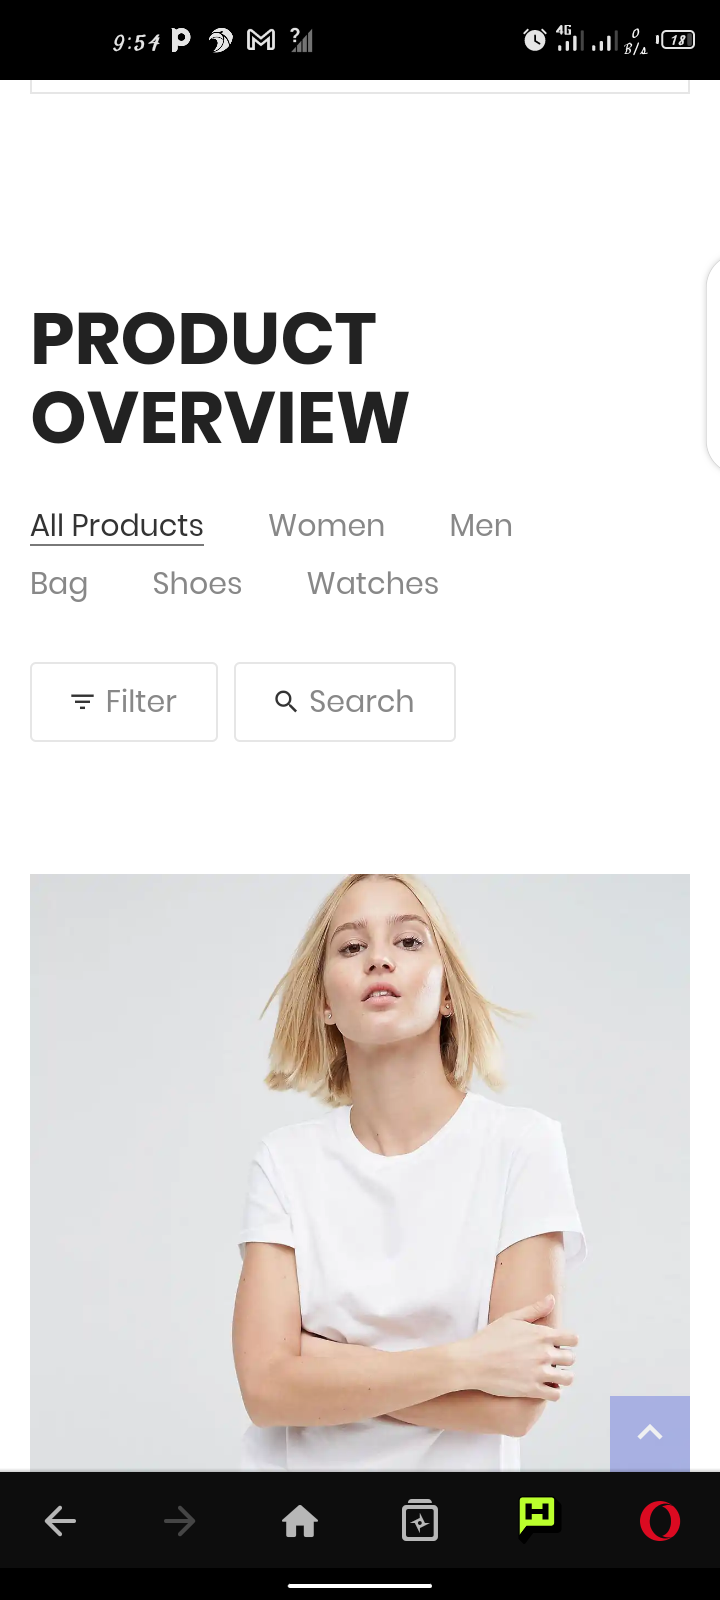 9:54
4G
0
B/s
18
PRODUCT
OVERVIEW
All Products Women Men
Bag Shoes Watches
Filter Search